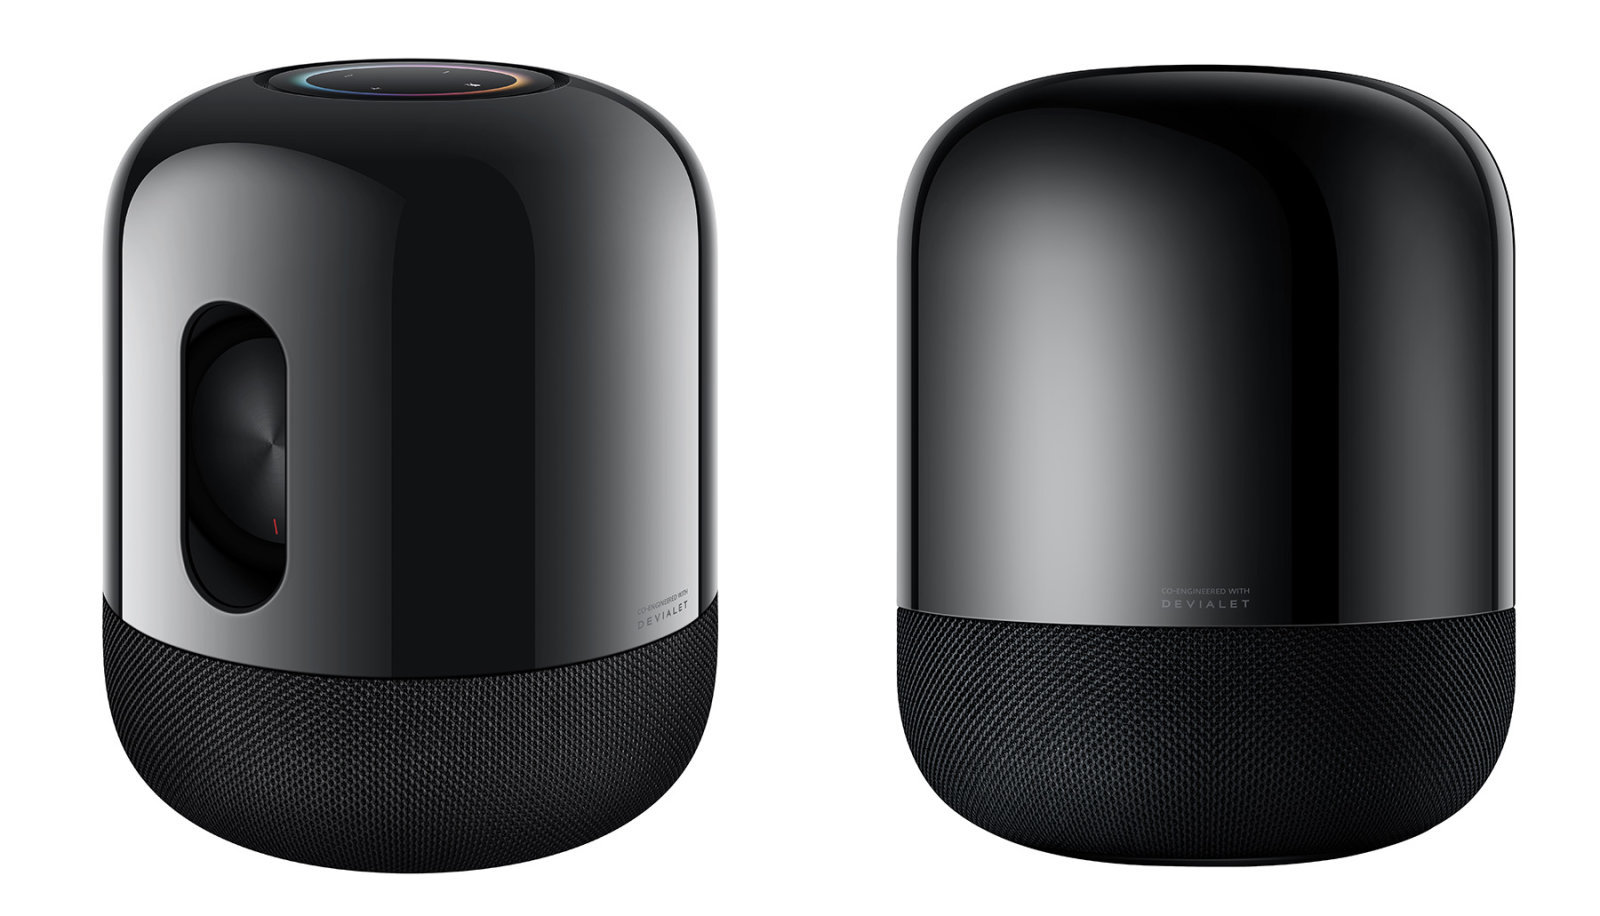 CO-ENGINEERED WITH
DEVIALET
CO-ENGINEERED WITH
DEVIALET